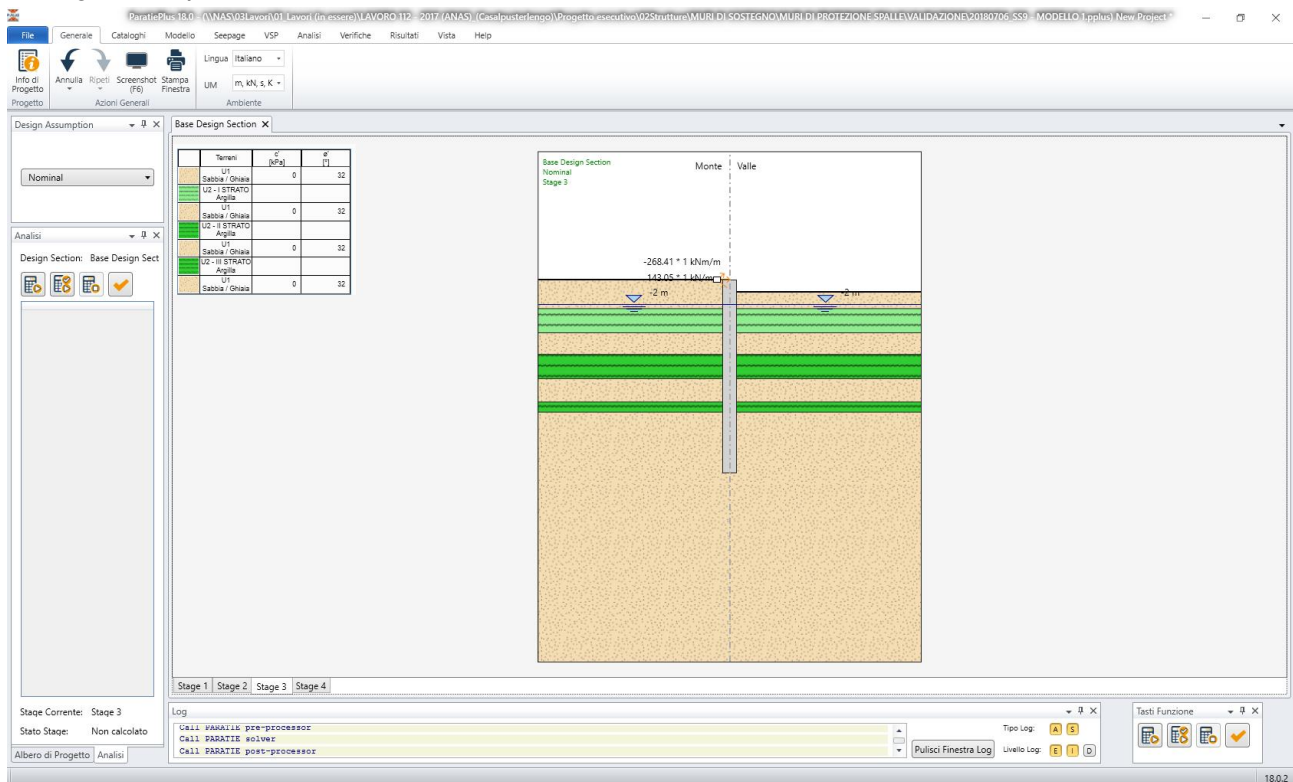 ParatiePlus 18.0 - (\\NAS\03Lavori\01_Lavori (in essere)\LAVORO 112 - 2017 (ANAS)_(Casalpusterlengo)\Progetto esecutivo\02Strutture\MURI DI SOSTEGNO\MURI DI PROTEZIONE SPALLE\VALIDAZIONE\20180706_SS9 - MODELLO 1.pplus) New Project *
File Generale Cataloghi Modello Seepage VSP Analisi Verifiche Risultati Vista Help
Info di Progetto
Annulla
Ripeti
Screenshot (F6)
Stampa Finestra
Lingua Italiano
UM m, kN, s, K
Progetto Azioni Generali Ambiente
Design Assumption
Nominal
Analisi
Design Section: Base Design Sect
Stage Corrente: Stage 3
Stato Stage: Non calcolato
Albero di Progetto Analisi
Base Design Section X
Terreni c' [kPa] ø' [°]
U1
Sabbia / Ghiaia 0 32
U2 - I STRATO
Argilla
U1
Sabbia / Ghiaia 0 32
U2 - II STRATO
Argilla
U1
Sabbia / Ghiaia 0 32
U2 - III STRATO
Argilla
U1
Sabbia / Ghiaia 0 32
Base Design Section
Nominal
Stage 3
Monte Valle
-268.41 * 1 kNm/m
143.05 * 1 kN/m
-2 m -2 m
Stage 1 Stage 2 Stage 3 Stage 4
Log
Call PARATIE pre-processor
Call PARATIE solver
Call PARATIE post-processor
Pulisci Finestra Log
Tipo Log: A S
Livello Log: E I D
Tasti Funzione
18.0.2